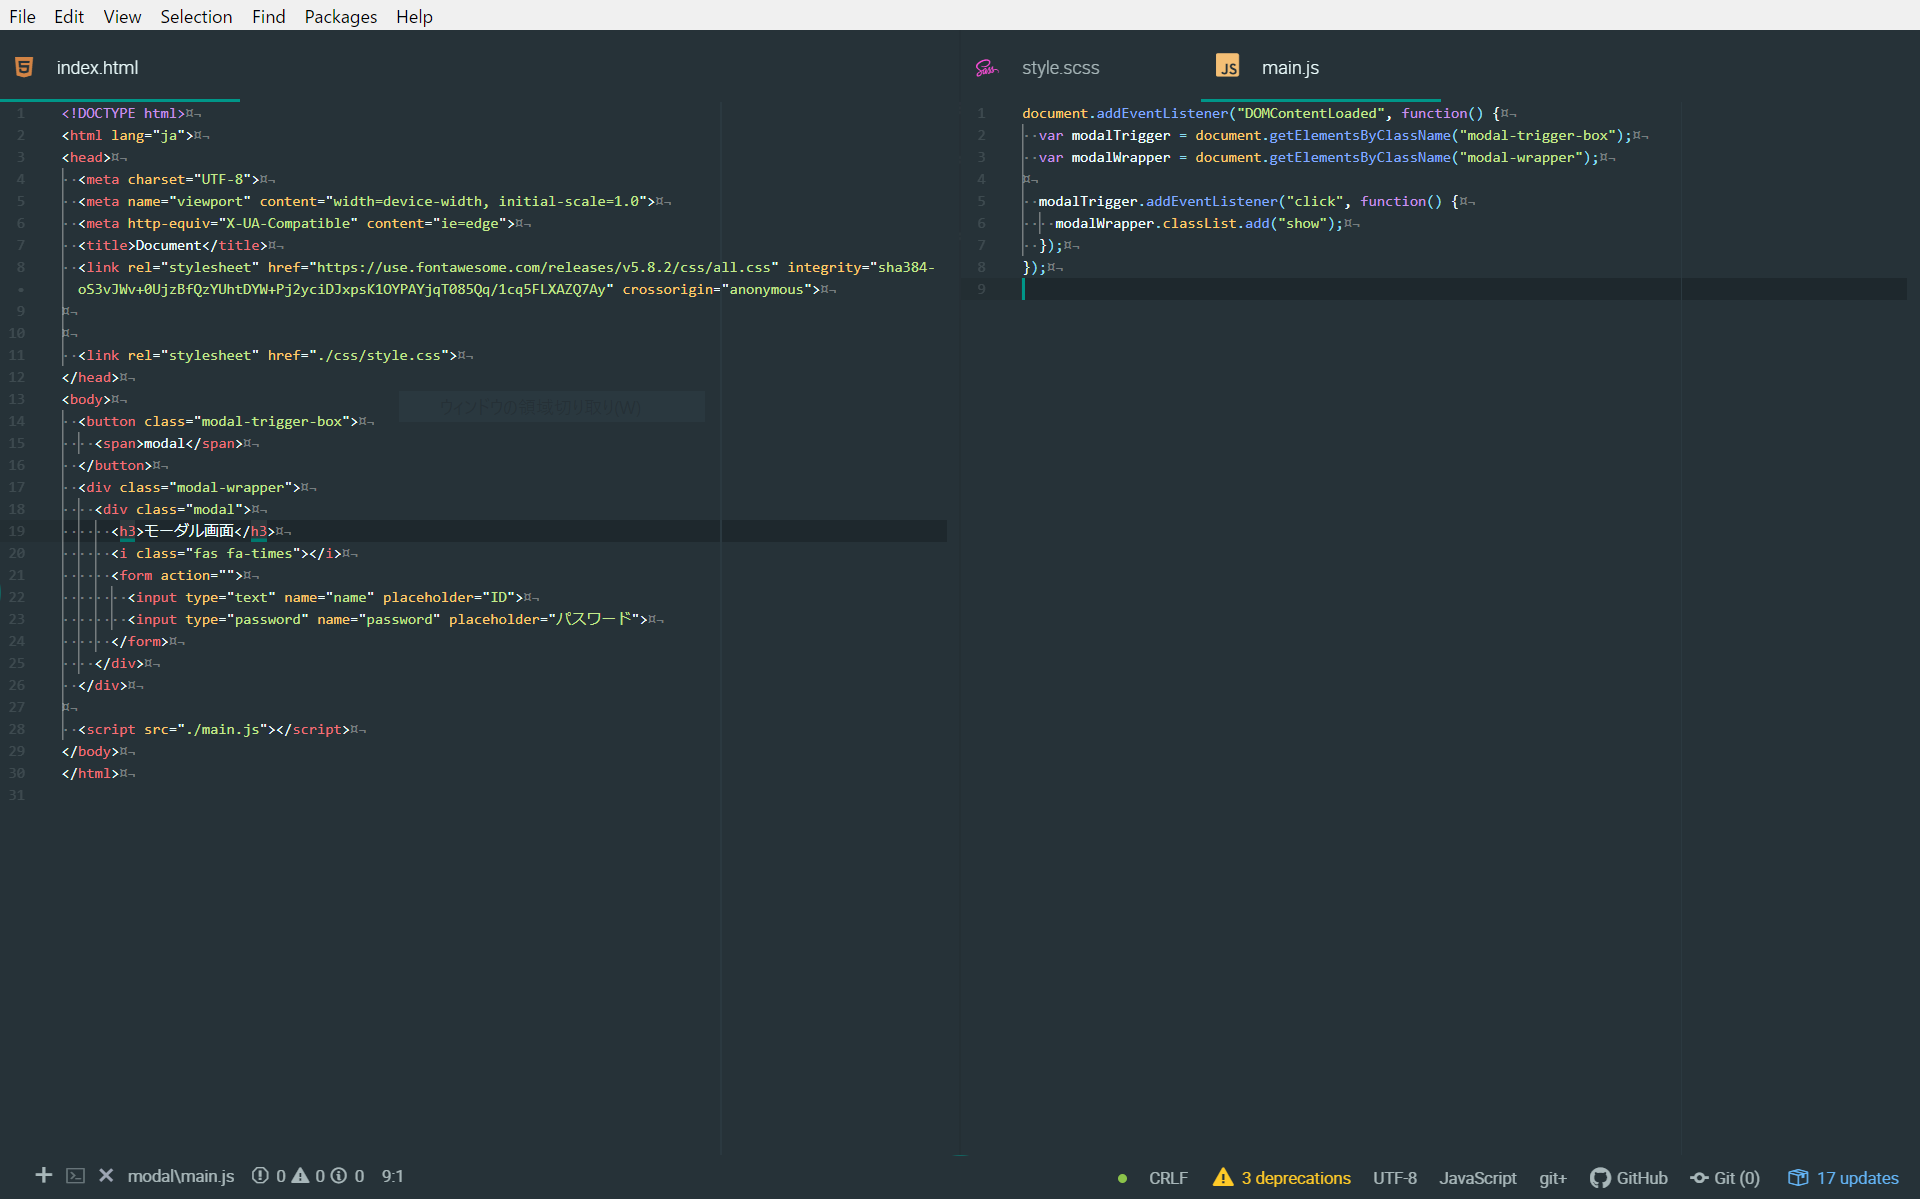 File Edit View Selection Find Packages Help
index.html
1 <!DOCTYPE html>
2 <html lang="ja">
3 <head>
4 <meta charset="UTF-8">
5 <meta name="viewport" content="width=device-width, initial-scale=1.0">
6 <meta http-equiv="X-UA-Compatible" content="ie=edge">
7 <title>Document</title>
8 <link rel="stylesheet" href="https://use.fontawesome.com/releases/v5.8.2/css/all.css" integrity="sha384-
oS3vJWv+0UjzBfQzYUhtDYW+Pj2yciDJxpsK1OYPAYjqT085Qq/1cq5FLXAZQ7Ay" crossorigin="anonymous">
9
10
11 <link rel="stylesheet" href="./css/style.css">
12 </head>
13 <body>
ウィンドウの領域切り取り(W)
14 <button class="modal-trigger-box">
15 <span>modal</span>
16 </button>
17 <div class="modal-wrapper">
18 <div class="modal">
19 <h3>モーダル画面</h3>
20 <i class="fas fa-times"></i>
21 <form action="">
22 <input type="text" name="name" placeholder="ID">
23 <input type="password" name="password" placeholder="パスワード">
24 </form>
25 </div>
26 </div>
27
28 <script src="./main.js"></script>
29 </body>
30 </html>
31
Sass style.scss JS main.js
1 document.addEventListener("DOMContentLoaded", function() {
2 var modalTrigger = document.getElementsByClassName("modal-trigger-box");
3 var modalWrapper = document.getElementsByClassName("modal-wrapper");
4
5 modalTrigger.addEventListener("click", function() {
6 modalWrapper.classList.add("show");
7 });
8 });
9
modal\main.js 0 0 0 9:1 CRLF 3 deprecations UTF-8 JavaScript git+ GitHub Git (0) 17 updates